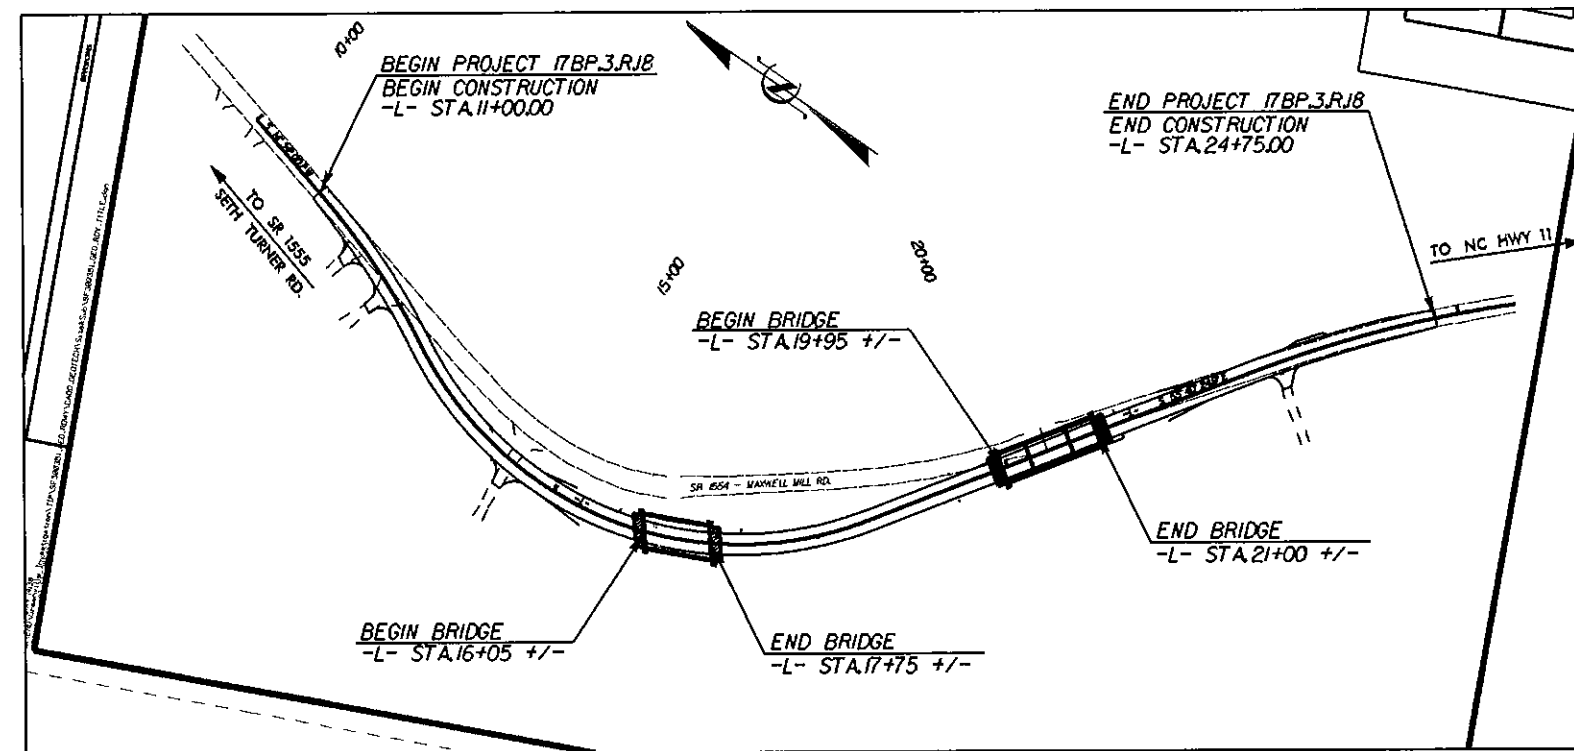 10+00
BEGIN PROJECT 17BP.3.R.18
BEGIN CONSTRUCTION
-L- STA.11+00.00
END PROJECT 17BP.3.R.18
END CONSTRUCTION
-L- STA.24+75.00
TO SR 1555
SETH TURNER RD.
15+00
20+00
TO NC HWY 11
BEGIN BRIDGE
-L- STA.19+95 +/-
SR 1554 - MAXWELL MILL RD.
-L-
-L-
END BRIDGE
-L- STA.21+00 +/-
BEGIN BRIDGE
-L- STA.16+05 +/-
END BRIDGE
-L- STA.17+75 +/-